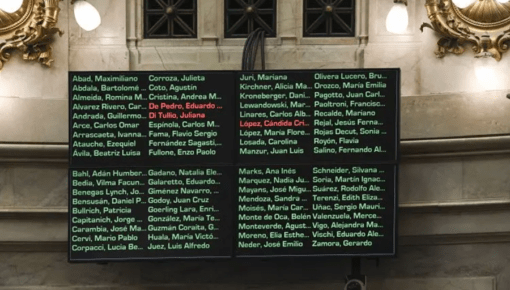 Abad, Maximiliano
Abdala, Bartolomé ...
Almeida, Romina M...
Alvarez Rivero, Car...
Andrada, Guillermo...
Arce, Carlos Omar
Arrascaeta, Ivanna...
Atauche, Ezequiel
Ávila, Beatriz Luisa
Corroza, Julieta
Coto, Agustín
Cristina, Andrea M...
De Pedro, Eduardo ...
Di Tullio, Juliana
Espínola, Carlos M...
Fama, Flavio Sergio
Fernández Sagasti,...
Fullone, Enzo Paolo
Juri, Mariana
Kirchner, Alicia Ma...
Kroneberger, Dani...
Lewandowski, Mar...
Linares, Carlos Alb...
López, Cándida Cri...
López, María Flore...
Losada, Carolina
Manzur, Juan Luis
Olivera Lucero, Bru...
Orozco, María Emilia
Pagotto, Juan Carl...
Paoltroni, Francisc...
Recalde, Mariano
Rejal, Jesús Ferna...
Rojas Decut, Sonia ...
Royón, Flavia
Salino, Fernando Al...
Bahl, Adán Humber...
Bedia, Vilma Facun...
Benegas Lynch, Jo...
Bensusán, Daniel P...
Bullrich, Patricia
Capitanich, Jorge ...
Carambia, José Ma...
Cervi, Mario Pablo
Corpacci, Lucía Be...
Gadano, Natalia Ele...
Galaretto, Eduardo...
Giménez Navarro, ...
Godoy, Juan Cruz
Goerling Lara, Enri...
González, María Te...
Guzmán Coraita, G...
Huala, María Victó...
Juez, Luis Alfredo
Marks, Ana Inés
Marquez, Nadia Ju...
Mayans, José Migu...
Mendoza, Sandra ...
Moisés, María Car...
Monte de Oca, Belén
Monteverde, Agust...
Moreno, Elia Esthe...
Neder, José Emilio
Schneider, Silvana ...
Soria, Martín Ignac...
Suárez, Rodolfo Ale...
Terenzi, Edith Eliza...
Uñac, Sergio Mauri...
Valenzuela, Merce...
Vigo, Alejandra Ma...
Vischi, Eduardo Ale...
Zamora, Gerardo